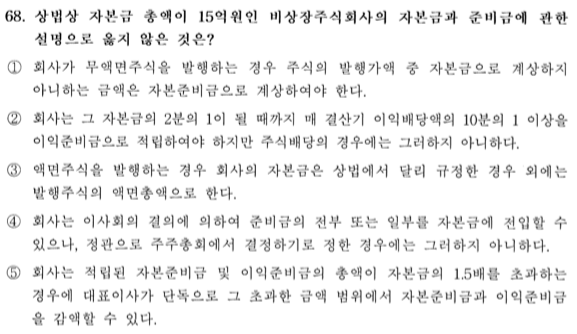 68. 상법상 자본금 총액이 15억원인 비상장주식회사의 자본금과 준비금에 관한
설명으로 옳지 않은 것은?
① 회사가 무액면주식을 발행하는 경우 주식의 발행가액 중 자본금으로 계상하지
아니하는 금액은 자본준비금으로 계상하여야 한다.
② 회사는 그 자본금의 2분의 1이 될 때까지 매 결산기 이익배당액의 10분의 1 이상을
이익준비금으로 적립하여야 하지만 주식배당의 경우에는 그러하지 아니하다.
③ 액면주식을 발행하는 경우 회사의 자본금은 상법에서 달리 규정한 경우 외에는
발행주식의 액면총액으로 한다.
④ 회사는 이사회의 결의에 의하여 준비금의 전부 또는 일부를 자본금에 전입할 수
있으나, 정관으로 주주총회에서 결정하기로 정한 경우에는 그러하지 아니하다.
⑤ 회사는 적립된 자본준비금 및 이익준비금의 총액이 자본금의 1.5배를 초과하는
경우에 대표이사가 단독으로 그 초과한 금액 범위에서 자본준비금과 이익준비금
을 감액할 수 있다.